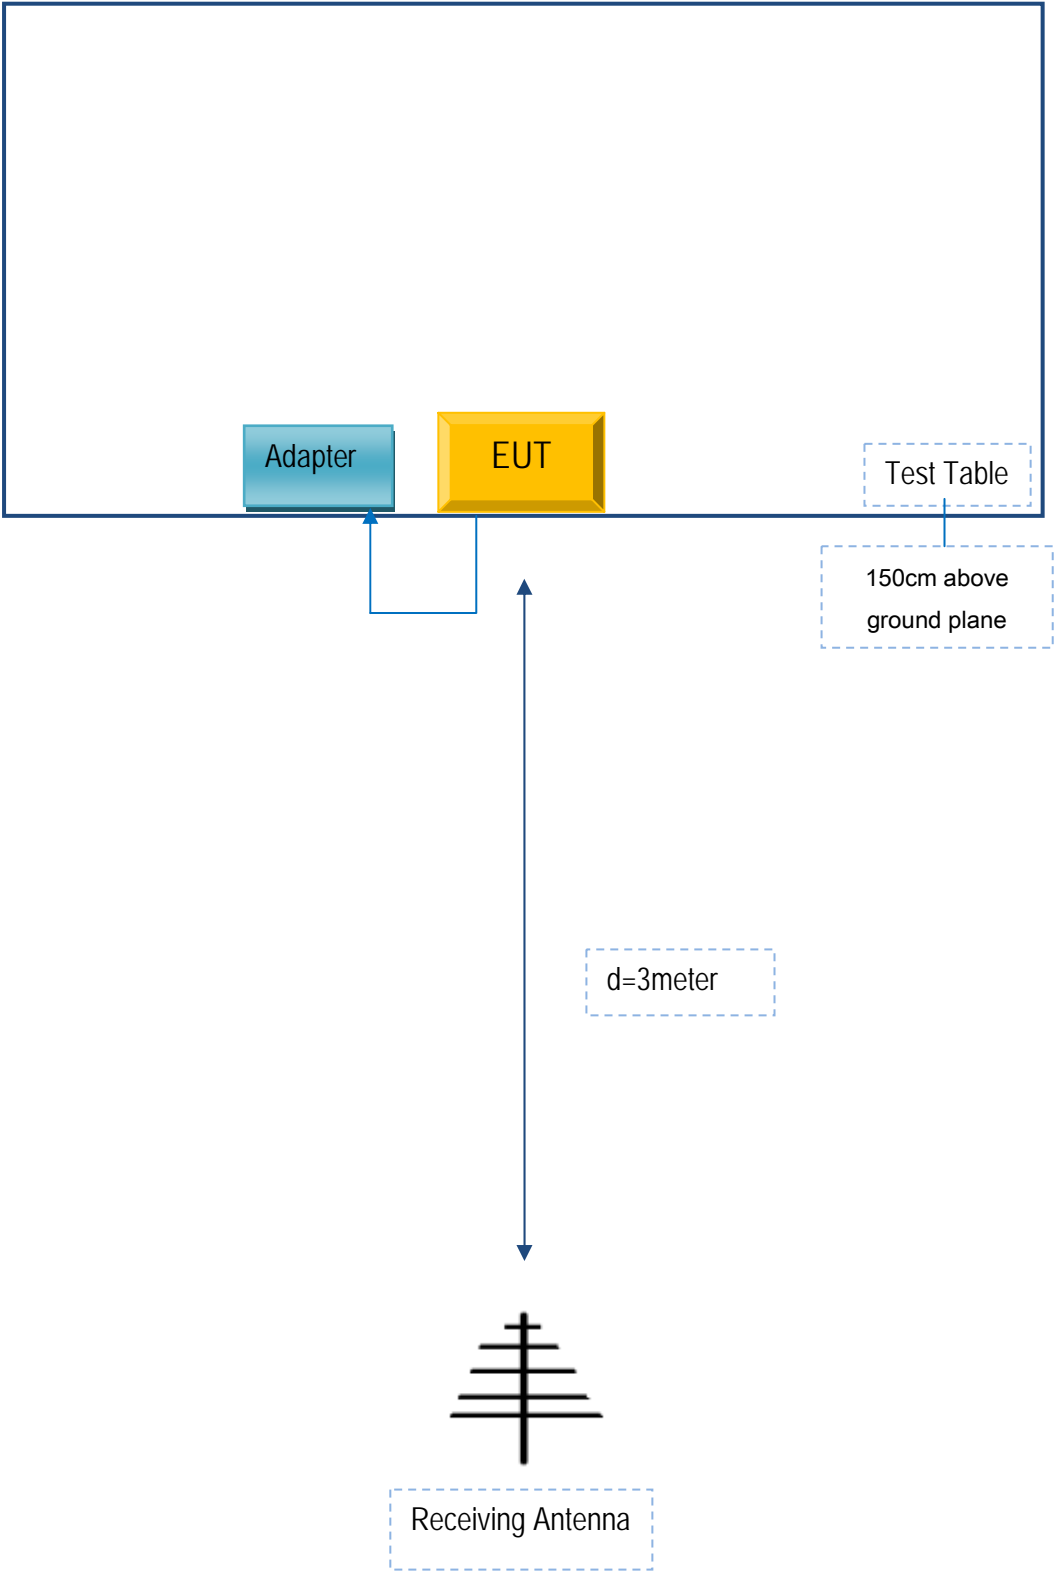 Adapter
EUT
Test Table
150cm above
ground plane
d=3meter
Receiving Antenna